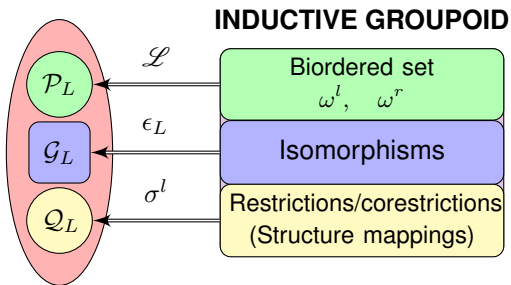 INDUCTIVE GROUPOID
ℒ
Biordered set
𝒫_L
ω^l, ω^r
ϵ_L
𝒢_L
Isomorphisms
σ^l
Restrictions/corestrictions
𝒬_L
(Structure mappings)